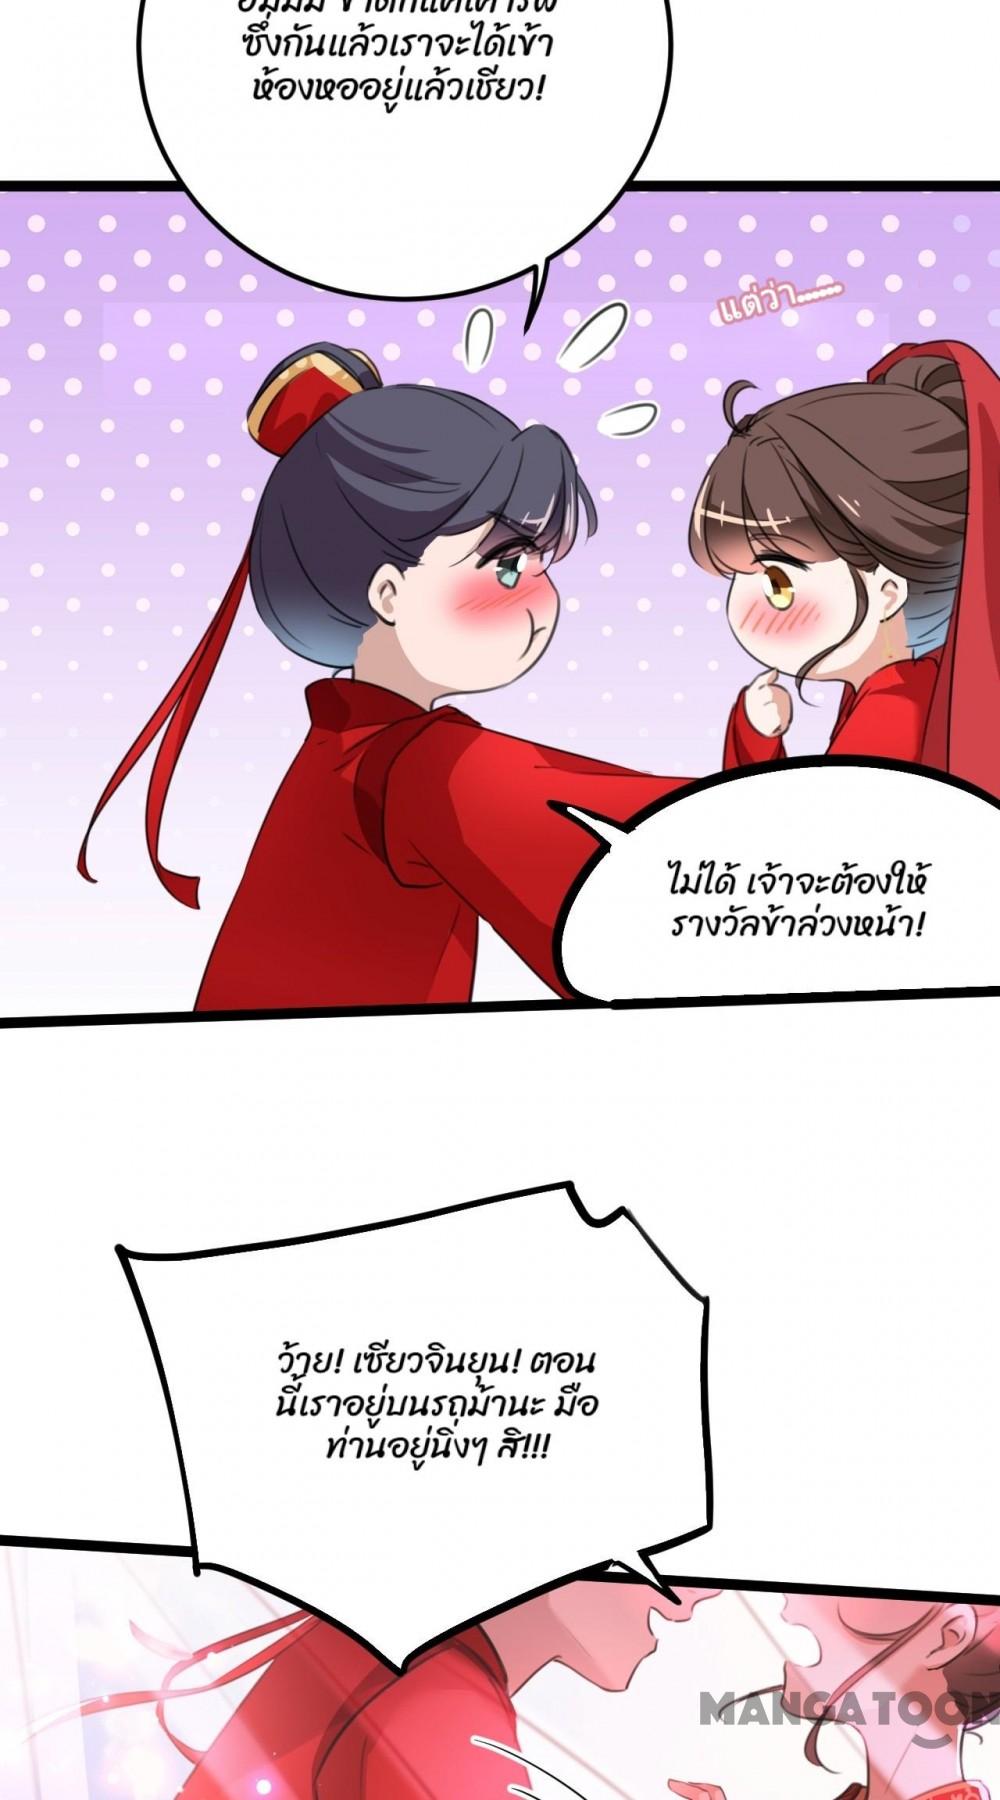 ซึ่งกันแล้วเราจะได้เข้า
ห้องหออยู่แล้วเชียว!
แต่ว่า......
ไม่ได้ เจ้าจะต้องให้
รางวัลข้าล่วงหน้า!
ว้าย! เซียวจินยุน! ตอน
นี้เราอยู่บนรถม้านะ มือ
ท่านอยู่นิ่งๆ สิ!!!
MANGATOON